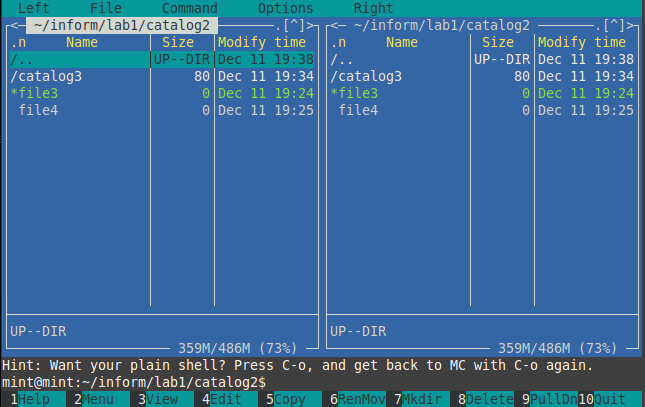 Left File Command Options Right
<─ ~/inform/lab1/catalog2 ─.[^]> <─ ~/inform/lab1/catalog2 ─.[^]>
.n Name Size Modify time .n Name Size Modify time
/.. UP--DIR Dec 11 19:38 /.. UP--DIR Dec 11 19:38
/catalog3 80 Dec 11 19:34 /catalog3 80 Dec 11 19:34
*file3 0 Dec 11 19:24 *file3 0 Dec 11 19:24
file4 0 Dec 11 19:25 file4 0 Dec 11 19:25
UP--DIR UP--DIR
359M/486M (73%) 359M/486M (73%)
Hint: Want your plain shell? Press C-o, and get back to MC with C-o again.
mint@mint:~/inform/lab1/catalog2$
1Help 2Menu 3View 4Edit 5Copy 6RenMov 7Mkdir 8Delete 9PullDn 10Quit